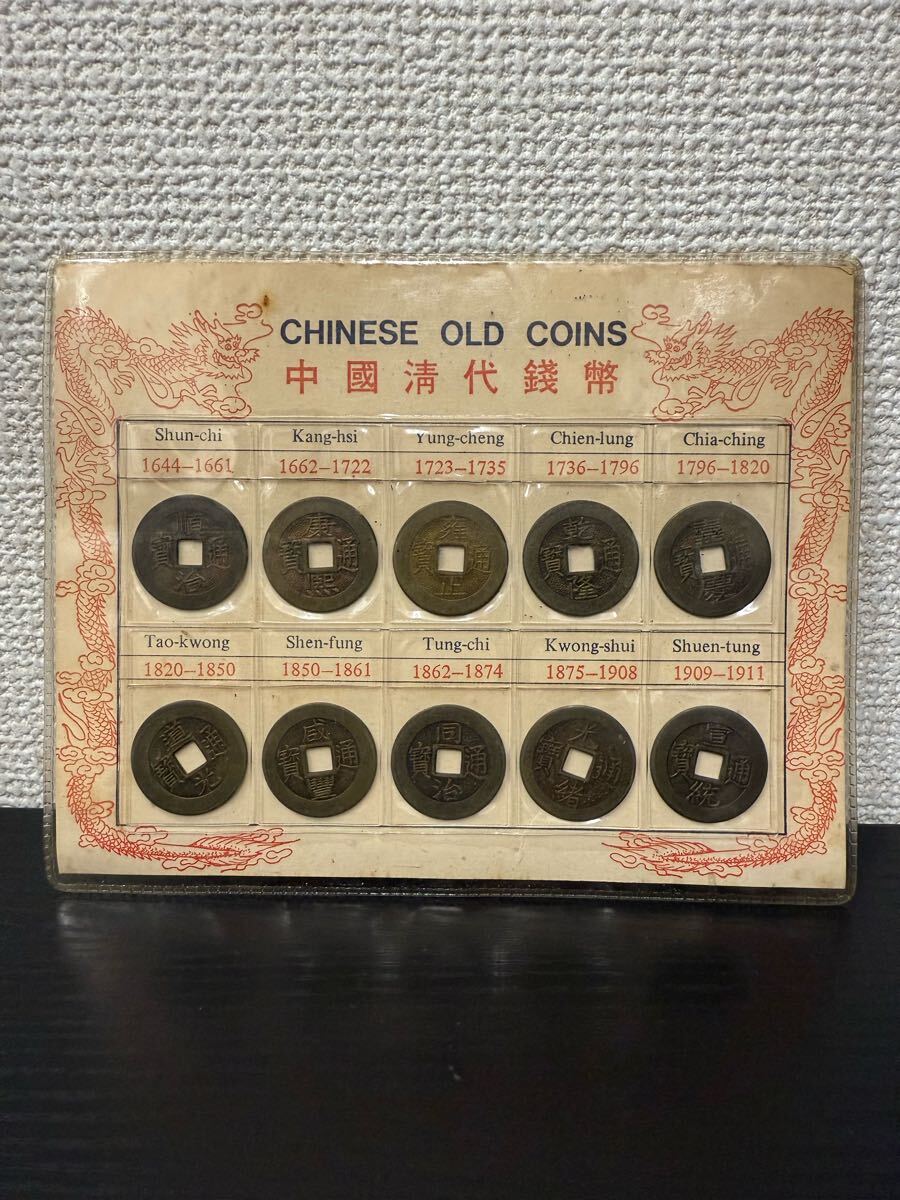 CHINESE OLD COINS
中國清代錢幣
Shun-chi Kang-hsi Yung-cheng Chien-lung Chia-ching
1644—1661 1662—1722 1723—1735 1736—1796 1796—1820
順治通寶 康熙通寶 雍正通寶 乾隆通寶 嘉慶通寶
Tao-kwong Shen-fung Tung-chi Kwong-shui Shuen-tung
1820—1850 1850—1861 1862—1874 1875—1908 1909—1911
道光通寶 咸豐通寶 同治通寶 光緒通寶 宣統通寶